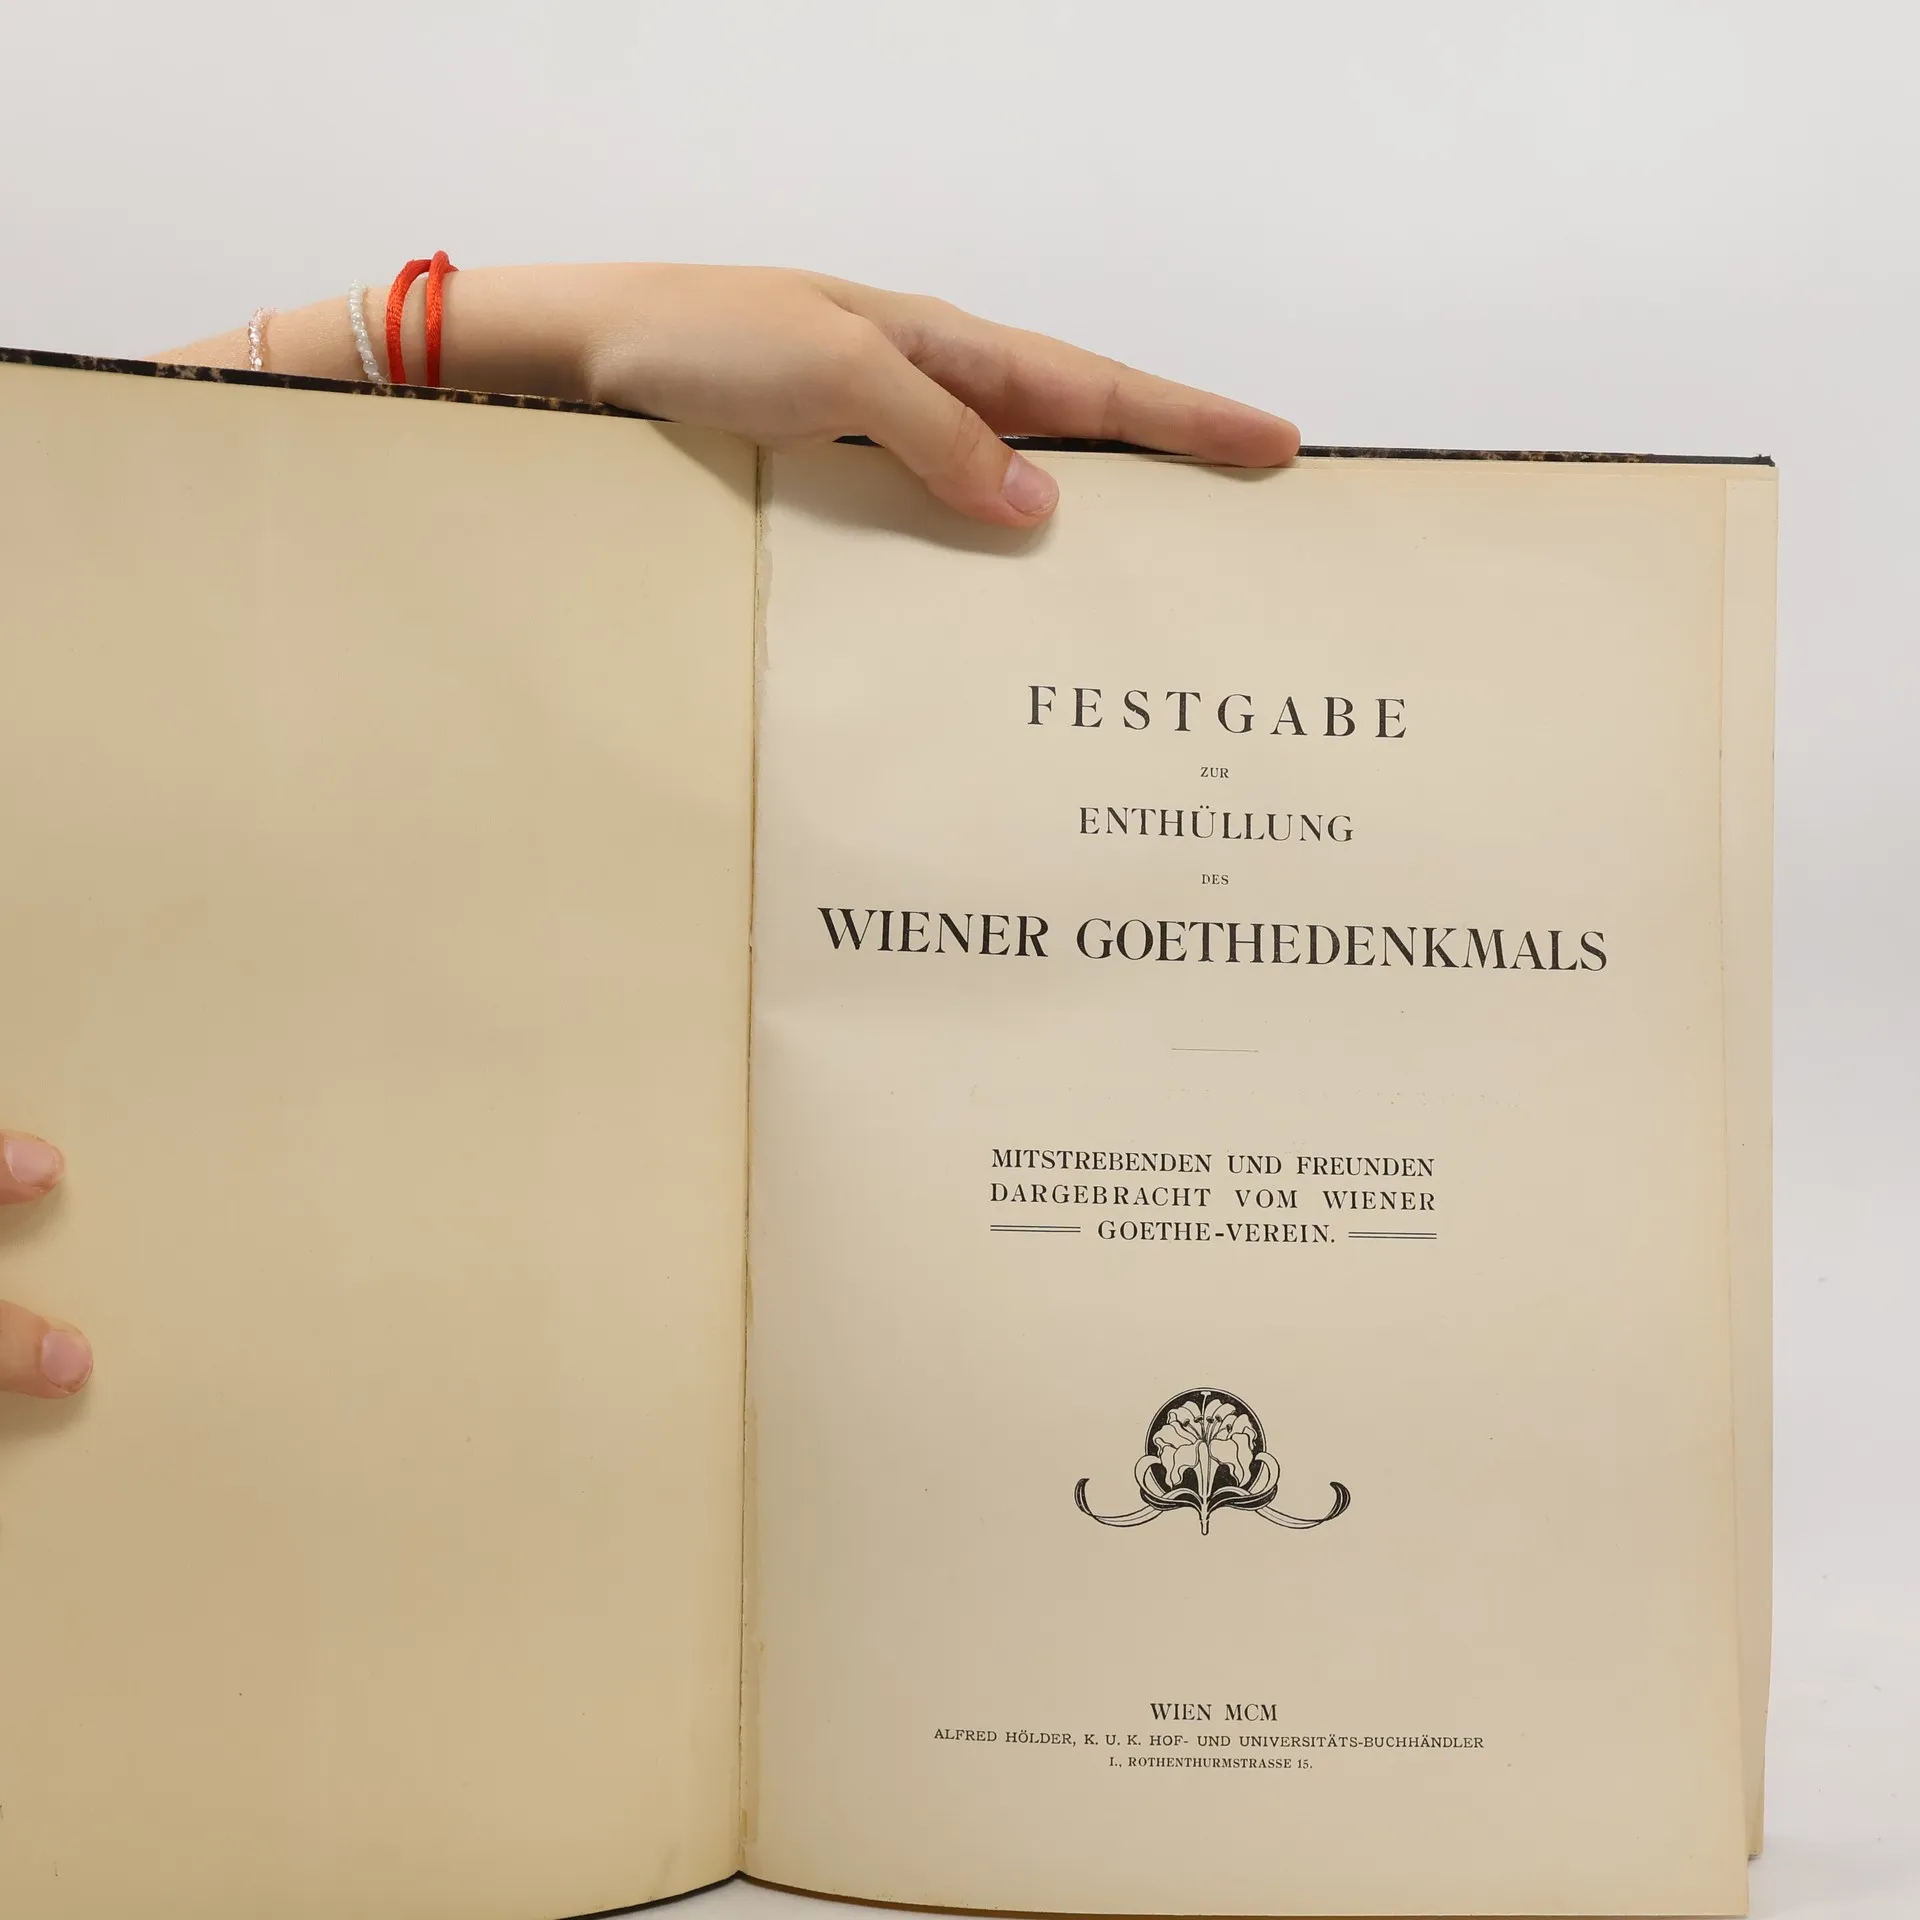 FESTGABE
ZUR
ENTHÜLLUNG
DES
WIENER GOETHEDENKMALS
MITSTREBENDEN UND FREUNDEN
DARGEBRACHT VOM WIENER
GOETHE-VEREIN.
WIEN MCM
ALFRED HÖLDER, K. U. K. HOF- UND UNIVERSITÄTS-BUCHHÄNDLER
I., ROTHENTHURMSTRASSE 15.